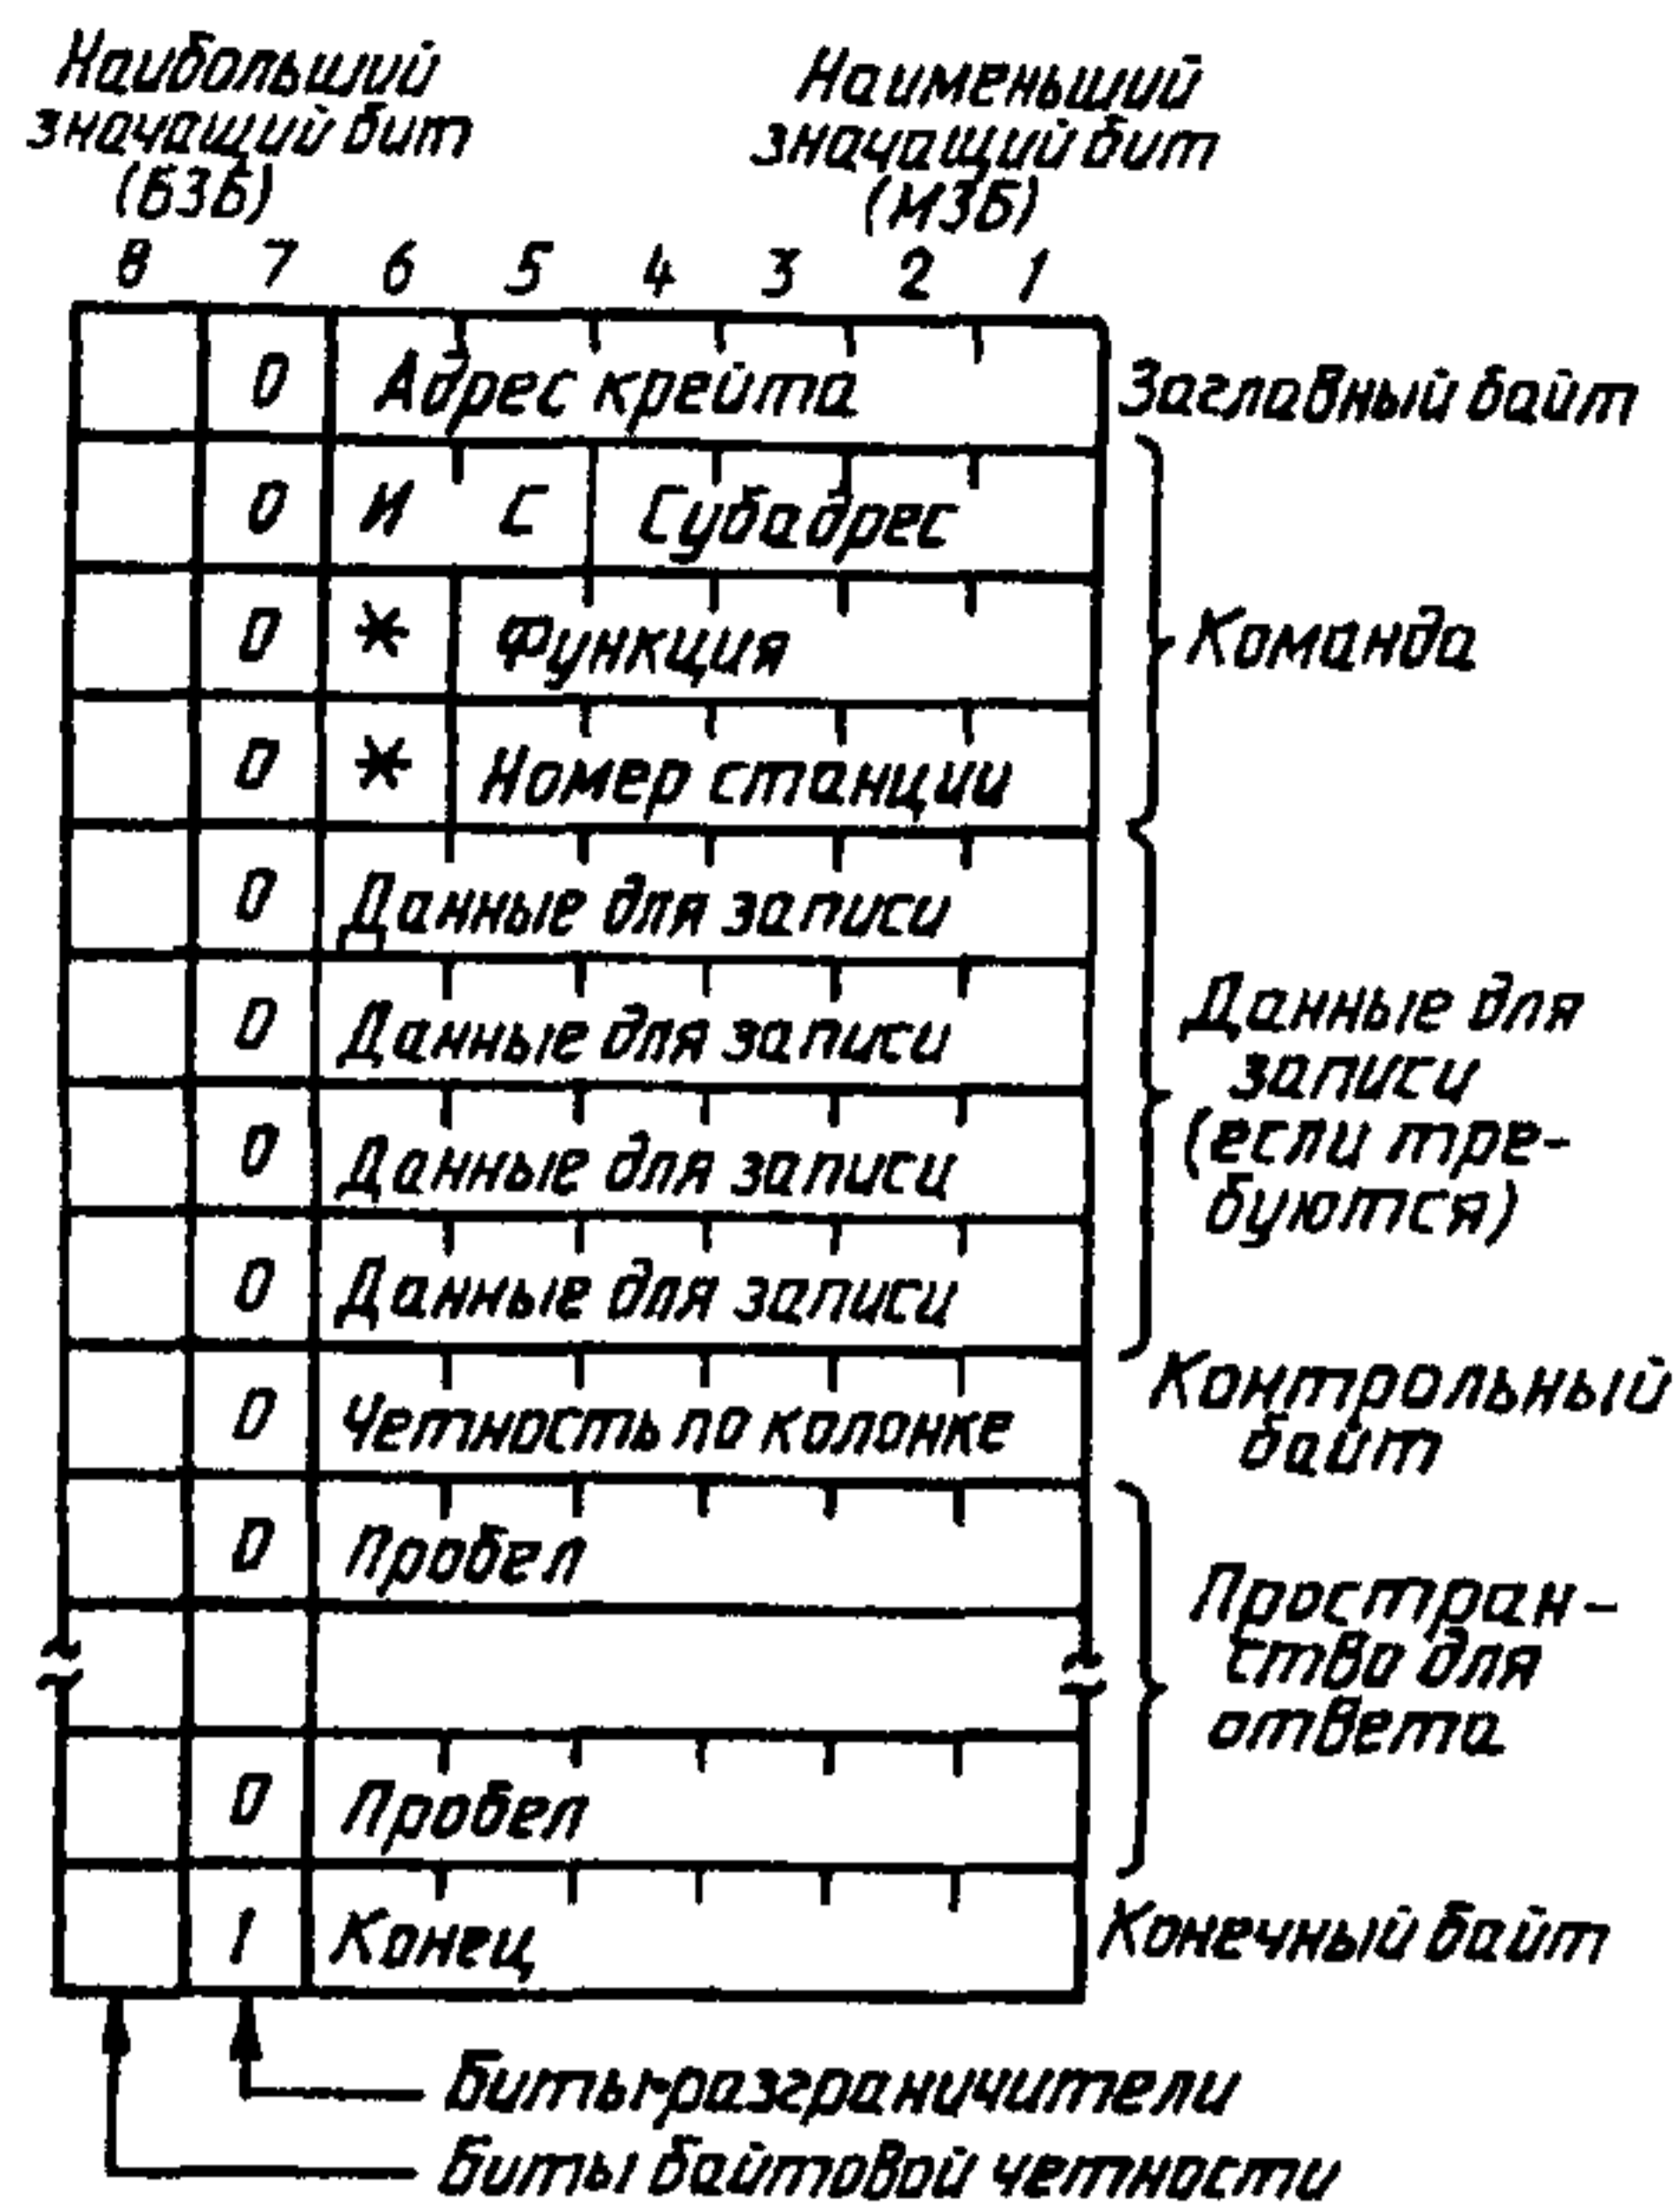 Наибольший
значащий бит
(БЗБ)
Наименьший
значащий бит
(МЗБ)
8 7 6 5 4 3 2 1
0 Адрес крейта
Заглавный байт
0 И С Субадрес
0 * Функция
Команда
0 * Номер станции
0 Данные для записи
0 Данные для записи
0 Данные для записи
0 Данные для записи
Данные для
записи
(если тре-
буются)
0 Четность по колонке
Контрольный
байт
0 Пробел
Простран-
ство для
ответа
0 Пробел
1 Конец
Конечный байт
Биты-разграничители
Биты байтовой четности